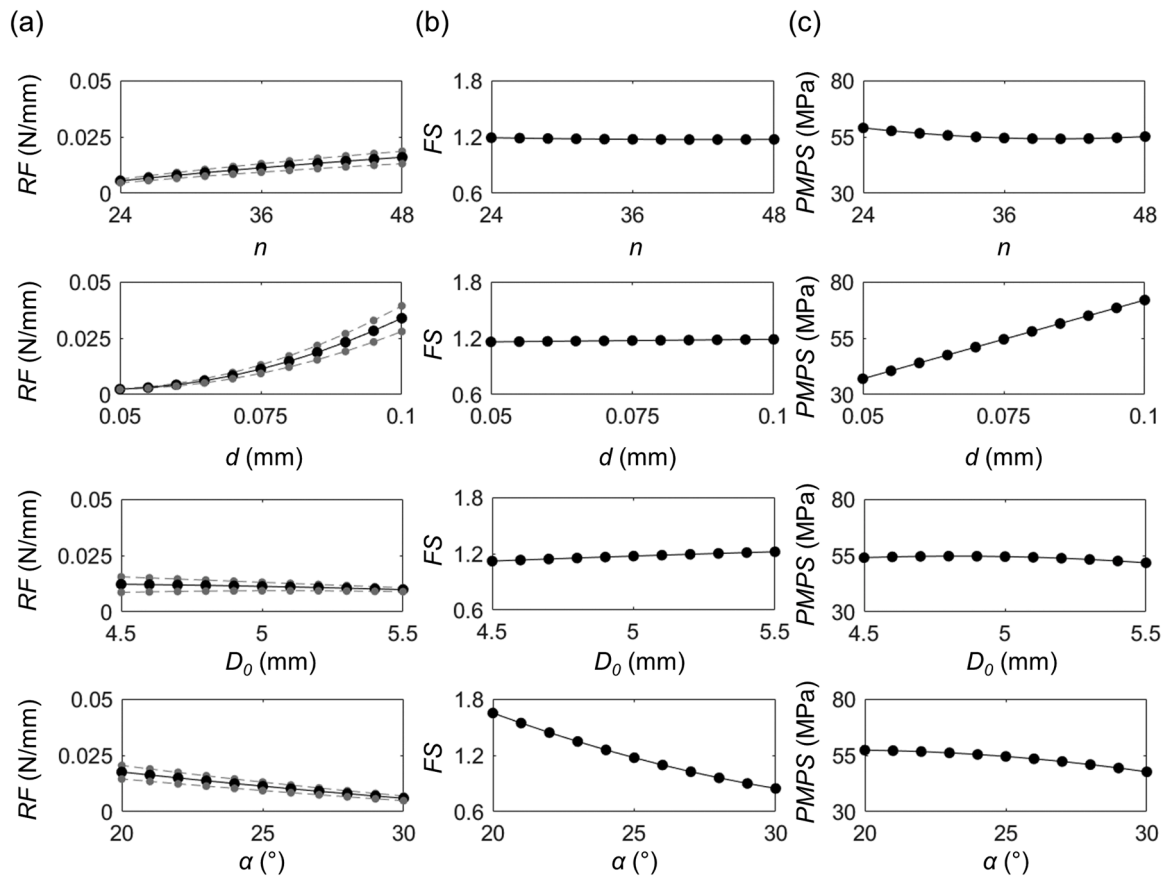 (a) (b) (c)
RF (N/mm) 0.05 0.025 0 24 36 48 n
FS 1.8 1.2 0.6 24 36 48 n
PMPS (MPa) 80 55 30 24 36 48 n
RF (N/mm) 0.05 0.025 0 0.05 0.075 0.1 d (mm)
FS 1.8 1.2 0.6 0.05 0.075 0.1 d (mm)
PMPS (MPa) 80 55 30 0.05 0.075 0.1 d (mm)
RF (N/mm) 0.05 0.025 0 4.5 5 5.5 D0 (mm)
FS 1.8 1.2 0.6 4.5 5 5.5 D0 (mm)
PMPS (MPa) 80 55 30 4.5 5 5.5 D0 (mm)
RF (N/mm) 0.05 0.025 0 20 25 30 α (°)
FS 1.8 1.2 0.6 20 25 30 α (°)
PMPS (MPa) 80 55 30 20 25 30 α (°)